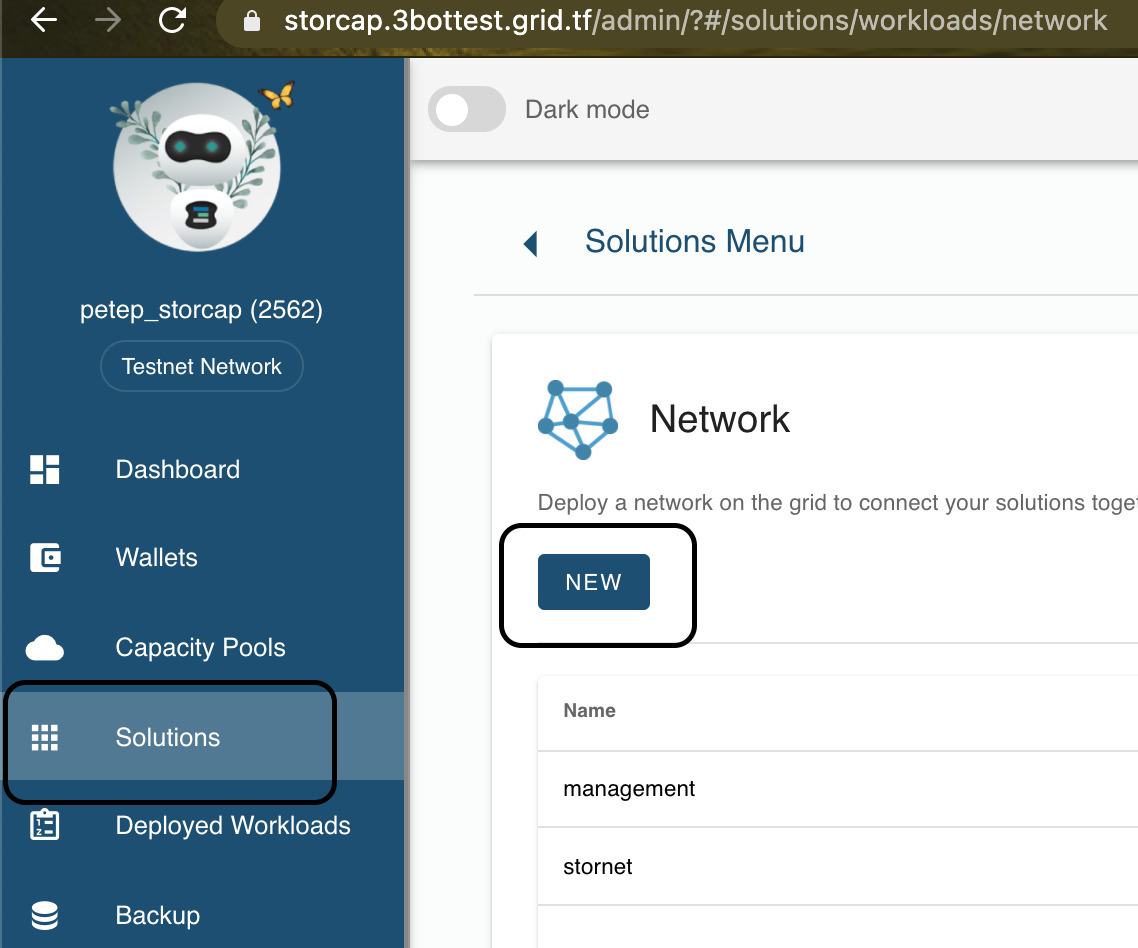 storcap.3bottest.grid.tf/admin/?#/solutions/workloads/network
Dark mode
Solutions Menu
petep_storcap (2562)
Testnet Network
Network
Deploy a network on the grid to connect your solutions toget
NEW
Dashboard
Wallets
Capacity Pools
Solutions
Deployed Workloads
Backup
Name
management
stornet